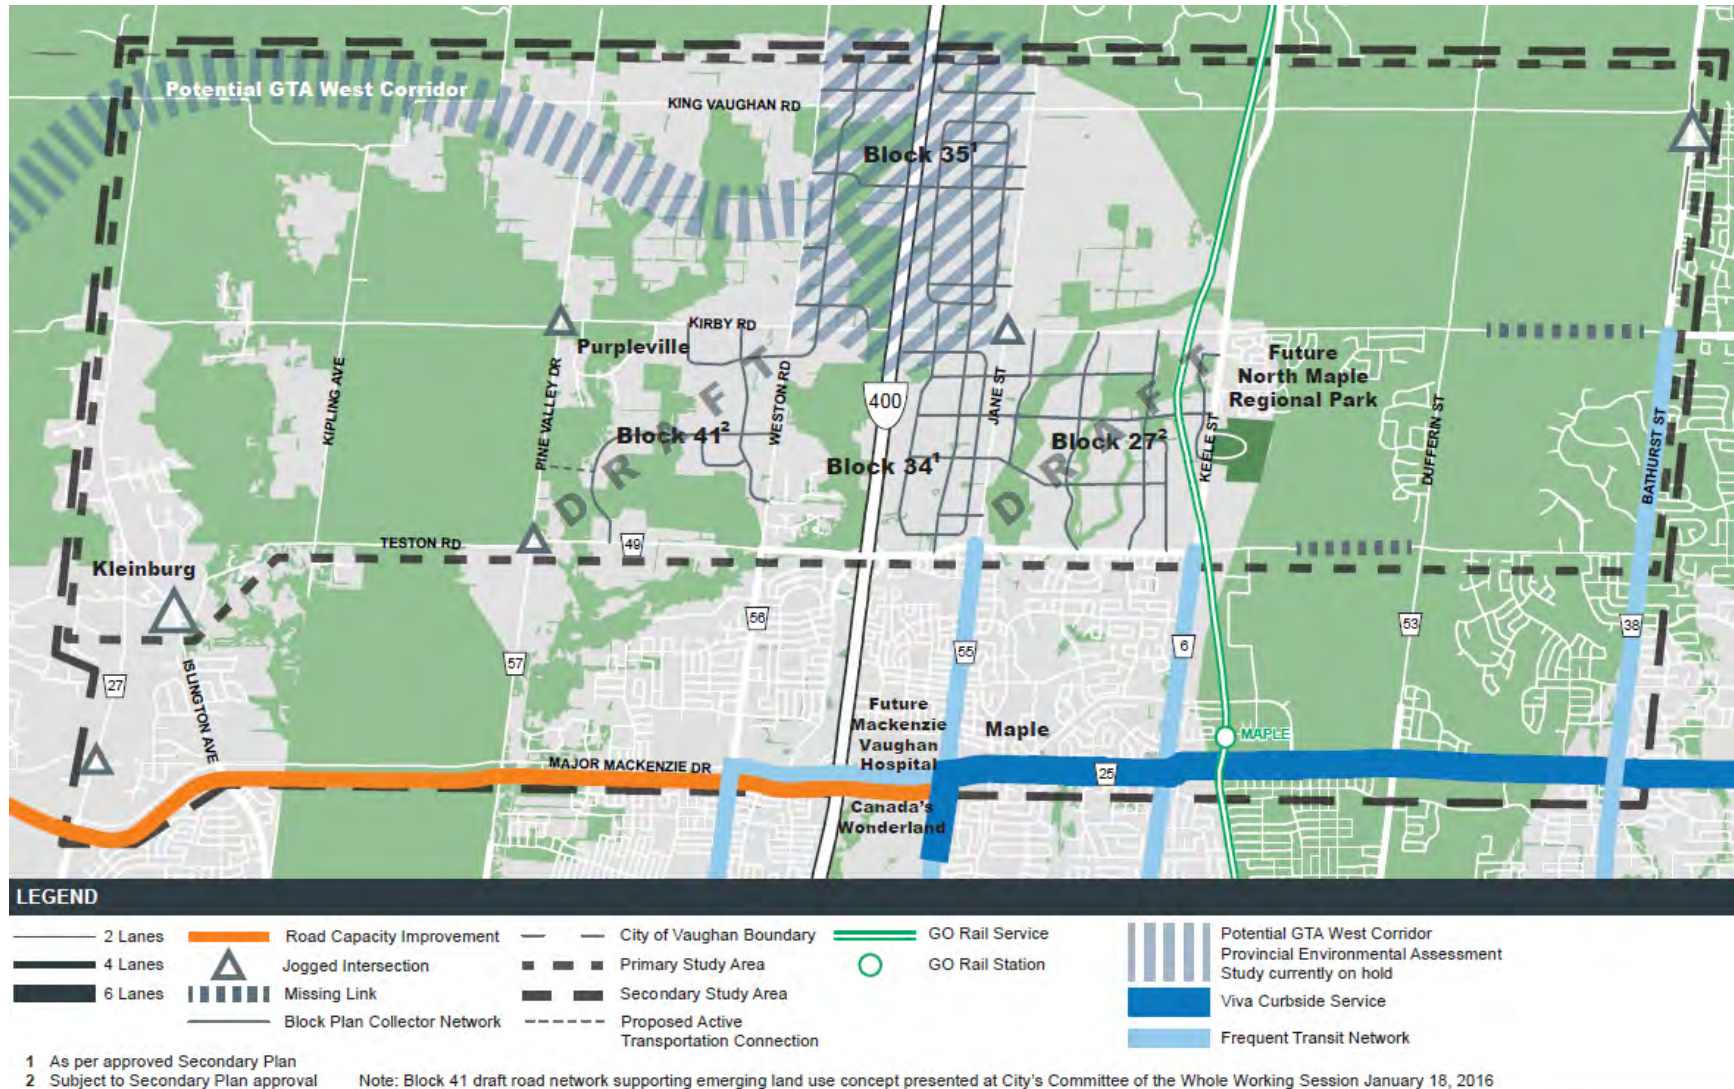 Potential GTA West Corridor
KING VAUGHAN RD
Block 35¹
KIRBY RD
Purpleville
KIPLING AVE
PINE VALLEY DR
WESTON RD
400
JANE ST
Future
North Maple
Regional Park
KEELE ST
DUFFERIN ST
BATHURST ST
Block 41²
Block 34¹
Block 27²
DRAFT
DRAFT
TESTON RD
49
Kleinburg
27
ISLINGTON AVE
57
56
55
6
53
38
Future
Mackenzie
Vaughan
Hospital
Maple
MAPLE
MAJOR MACKENZIE DR
25
Canada's
Wonderland
LEGEND
2 Lanes
4 Lanes
6 Lanes
Road Capacity Improvement
Jogged Intersection
Missing Link
Block Plan Collector Network
City of Vaughan Boundary
Primary Study Area
Secondary Study Area
Proposed Active
Transportation Connection
GO Rail Service
GO Rail Station
Potential GTA West Corridor
Provincial Environmental Assessment
Study currently on hold
Viva Curbside Service
Frequent Transit Network
1 As per approved Secondary Plan
2 Subject to Secondary Plan approval
Note: Block 41 draft road network supporting emerging land use concept presented at City's Committee of the Whole Working Session January 18, 2016